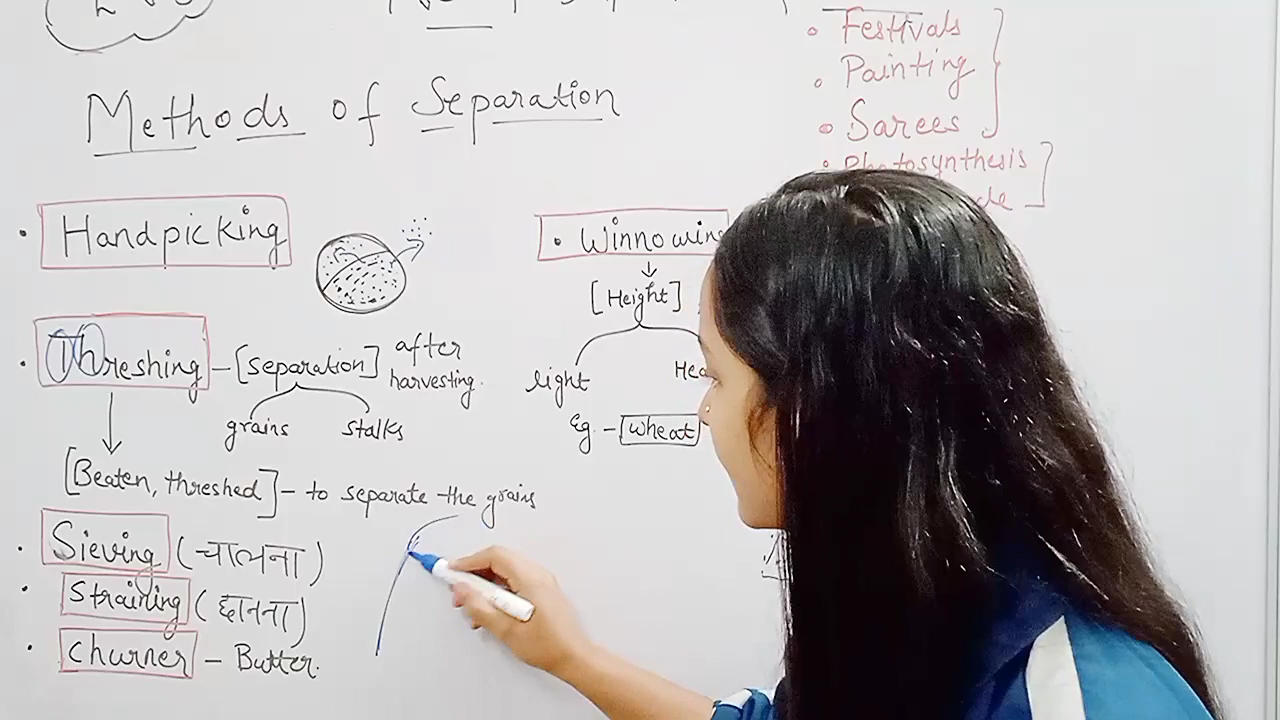 Methods of Separation
• Festivals
• Painting
• Sarees
• Photosynthesis
• Handpicking
• Threshing – [separation] after harvesting.
grains stalks
[Beaten, threshed] – to separate the grains
• Sieving (चालना)
• Straining (छानना)
• Churner – Butter.
• Winnowing
[Height]
light
Eg. – wheat